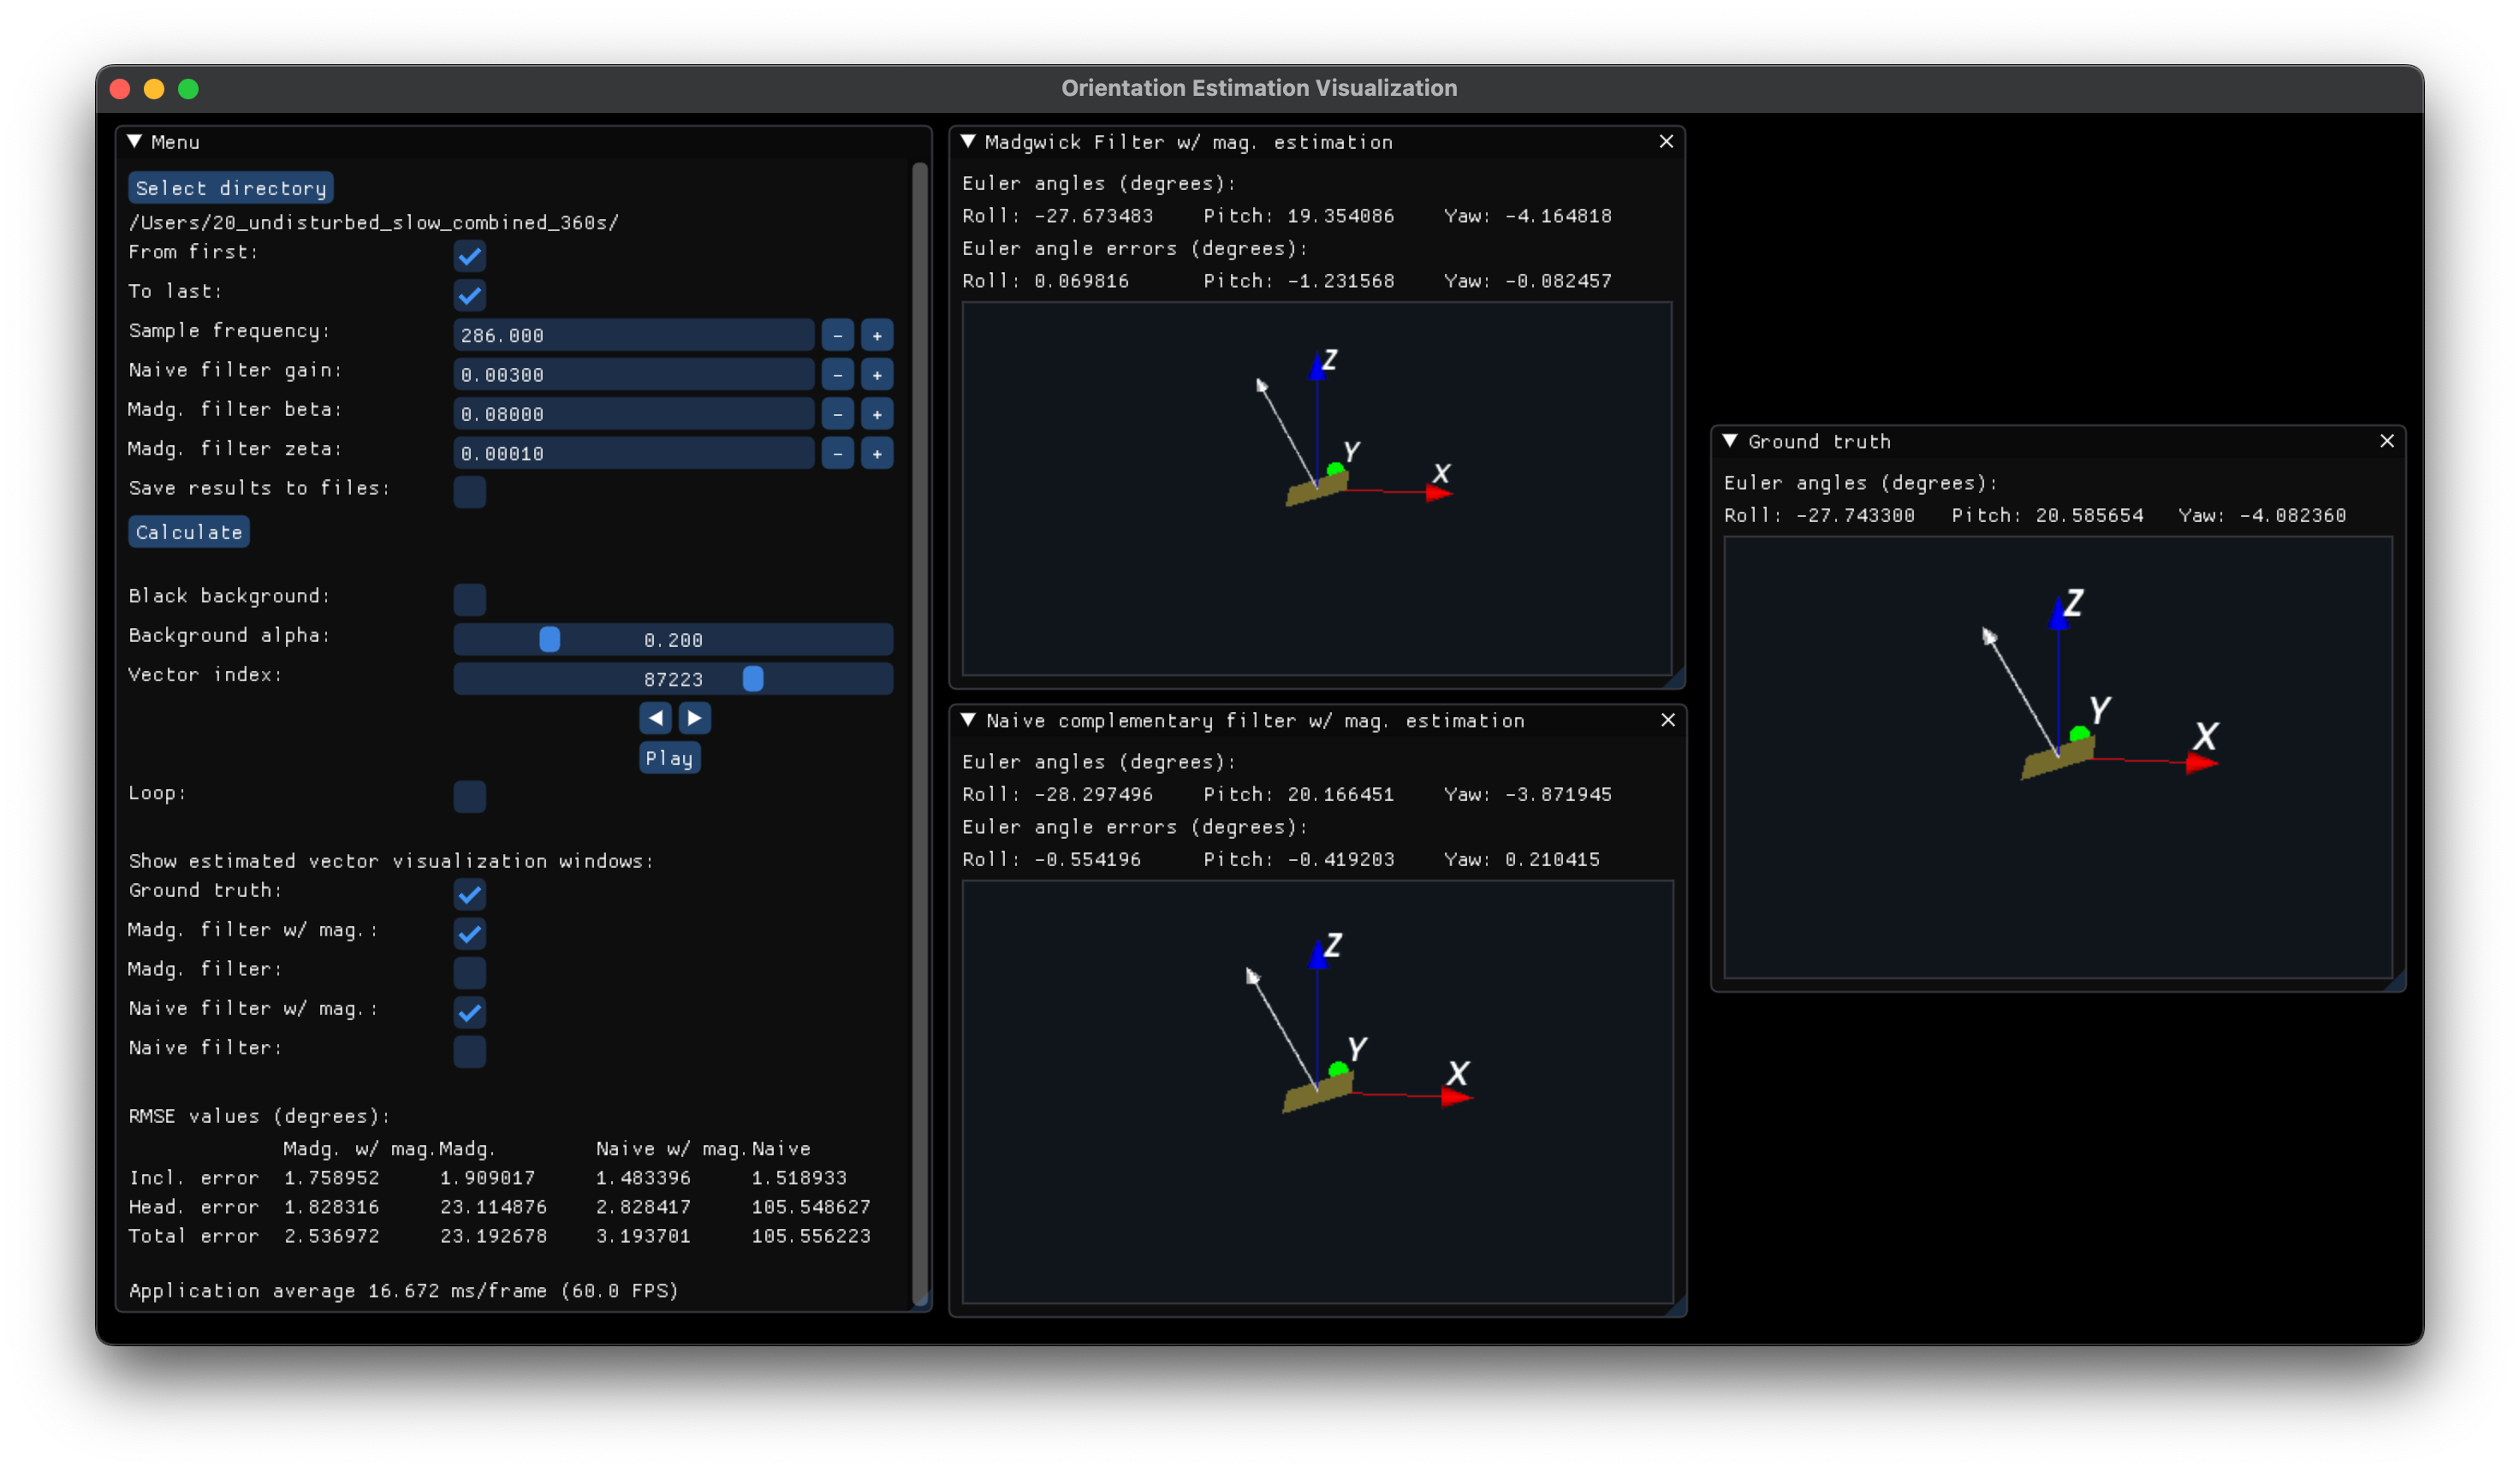 Orientation Estimation Visualization
Menu
Select directory
/Users/20_undisturbed_slow_combined_360s/
From first:
To last:
Sample frequency: 286.000 - +
Naive filter gain: 0.00300 - +
Madg. filter beta: 0.08000 - +
Madg. filter zeta: 0.00010 - +
Save results to files:
Calculate
Black background:
Background alpha: 0.200
Vector index: 87223
Play
Loop:
Show estimated vector visualization windows:
Ground truth:
Madg. filter w/ mag.:
Madg. filter:
Naive filter w/ mag.:
Naive filter:
RMSE values (degrees):
Madg. w/ mag. Madg. Naive w/ mag. Naive
Incl. error 1.758952 1.909017 1.483396 1.518933
Head. error 1.828316 23.114876 2.828417 105.548627
Total error 2.536972 23.192678 3.193701 105.556223
Application average 16.672 ms/frame (60.0 FPS)
Madgwick Filter w/ mag. estimation
Euler angles (degrees):
Roll: -27.673483 Pitch: 19.354086 Yaw: -4.164818
Euler angle errors (degrees):
Roll: 0.069816 Pitch: -1.231568 Yaw: -0.082457
Z
Y
X
Naive complementary filter w/ mag. estimation
Euler angles (degrees):
Roll: -28.297496 Pitch: 20.166451 Yaw: -3.871945
Euler angle errors (degrees):
Roll: -0.554196 Pitch: -0.419203 Yaw: 0.210415
Z
Y
X
Ground truth
Euler angles (degrees):
Roll: -27.743300 Pitch: 20.585654 Yaw: -4.082360
Z
Y
X